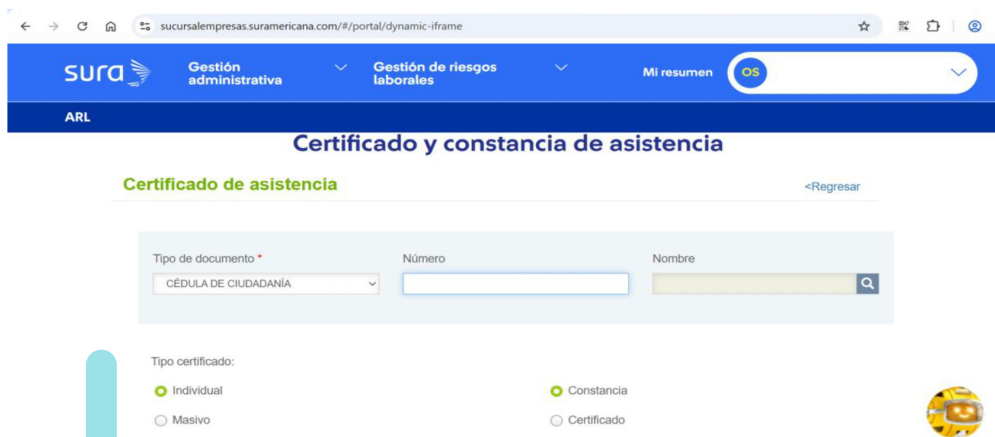 sucursalempresas.suramericana.com/#/portal/dynamic-iframe
sura
Gestión
administrativa
Gestión de riesgos
laborales
Mi resumen
OS
ARL
Certificado y constancia de asistencia
Certificado de asistencia
<Regresar
Tipo de documento *
Número
Nombre
CÉDULA DE CIUDADANÍA
Tipo certificado:
Individual
Constancia
Masivo
Certificado